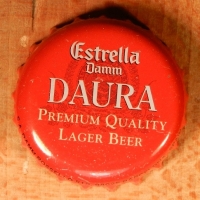 Estrella
Damm
DAURA
PREMIUM QUALITY
LAGER BEER